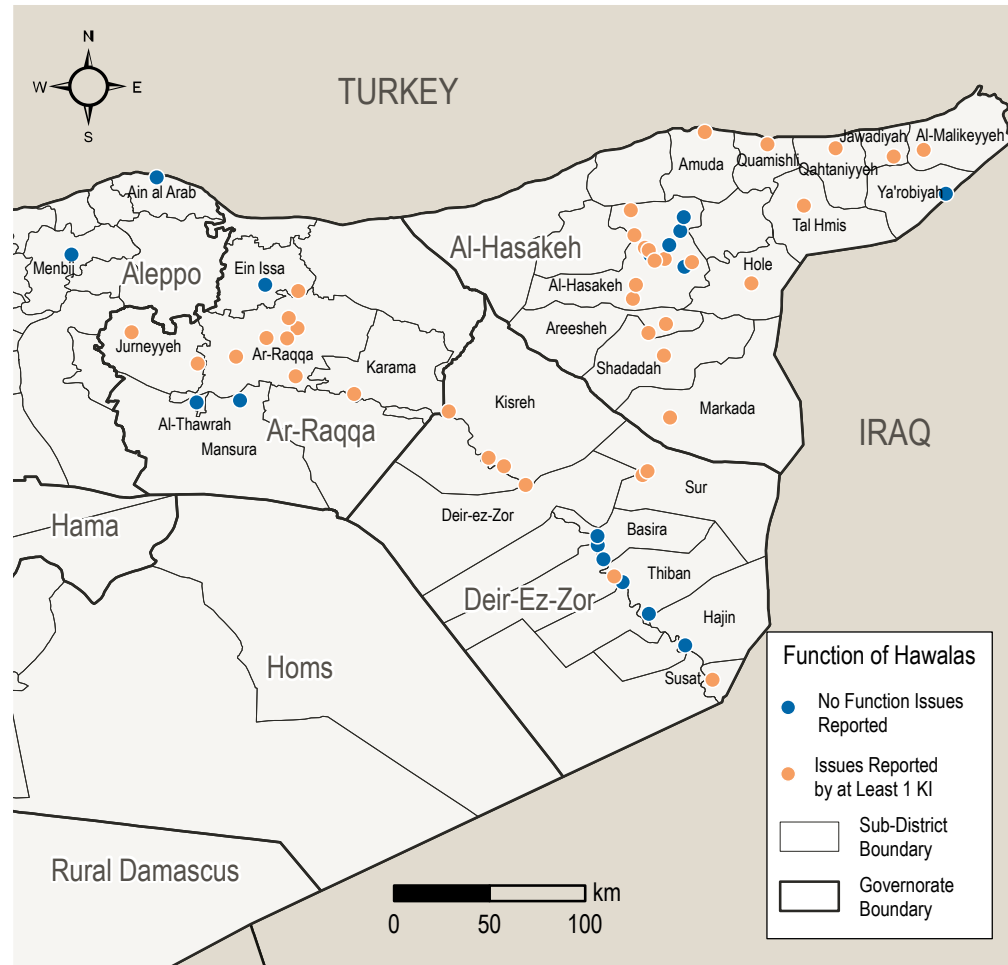 N
W E
S
TURKEY
Jawadiyah
Al-Malikeyyeh
Amuda
Quamishli
Qahtaniyyeh
Ain al Arab
Ya'robiyah
Tal Hmis
Al-Hasakeh
Menbij
Aleppo
Ein Issa
Hole
Al-Hasakeh
Areesheh
Jurneyyeh
Ar-Raqqa
Karama
Shadadah
Kisreh
Markada
IRAQ
Al-Thawrah
Ar-Raqqa
Mansura
Sur
Deir-ez-Zor
Hama
Basira
Thiban
Deir-Ez-Zor
Hajin
Homs
Susat
Rural Damascus
km
0 50 100
Function of Hawalas
No Function Issues
Reported
Issues Reported
by at Least 1 KI
Sub-District
Boundary
Governorate
Boundary